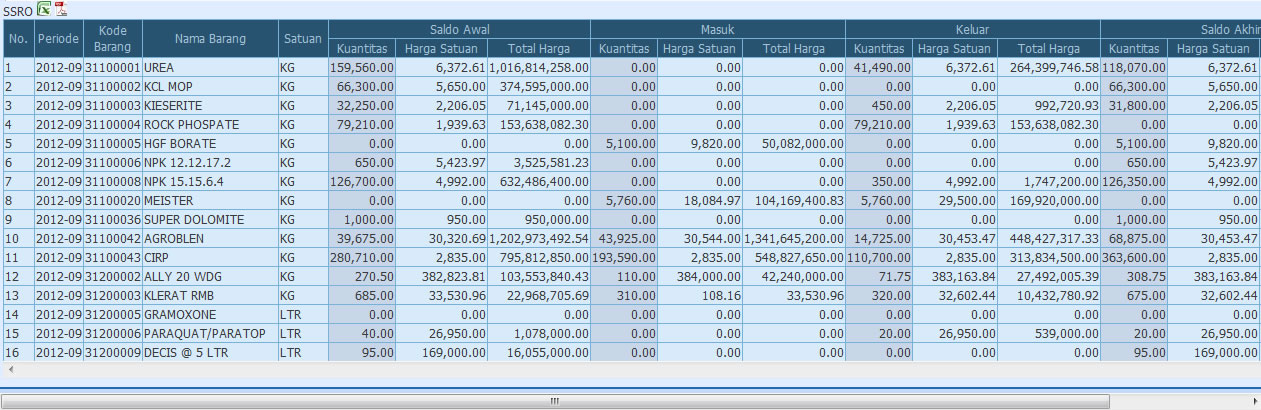 SSRO
No. Periode Kode Barang Nama Barang Satuan Saldo Awal Masuk Keluar Saldo Akhir
Kuantitas Harga Satuan Total Harga Kuantitas Harga Satuan Total Harga Kuantitas Harga Satuan Total Harga Kuantitas Harga Satuan
1 2012-09 31100001 UREA KG 159,560.00 6,372.61 1,016,814,258.00 0.00 0.00 0.00 41,490.00 6,372.61 264,399,746.58 118,070.00 6,372.61
2 2012-09 31100002 KCL MOP KG 66,300.00 5,650.00 374,595,000.00 0.00 0.00 0.00 0.00 0.00 0.00 66,300.00 5,650.00
3 2012-09 31100003 KIESERITE KG 32,250.00 2,206.05 71,145,000.00 0.00 0.00 0.00 450.00 2,206.05 992,720.93 31,800.00 2,206.05
4 2012-09 31100004 ROCK PHOSPATE KG 79,210.00 1,939.63 153,638,082.30 0.00 0.00 0.00 79,210.00 1,939.63 153,638,082.30 0.00 0.00
5 2012-09 31100005 HGF BORATE KG 0.00 0.00 0.00 5,100.00 9,820.00 50,082,000.00 0.00 0.00 0.00 5,100.00 9,820.00
6 2012-09 31100006 NPK 12.12.17.2 KG 650.00 5,423.97 3,525,581.23 0.00 0.00 0.00 0.00 0.00 0.00 650.00 5,423.97
7 2012-09 31100008 NPK 15.15.6.4 KG 126,700.00 4,992.00 632,486,400.00 0.00 0.00 0.00 350.00 4,992.00 1,747,200.00 126,350.00 4,992.00
8 2012-09 31100020 MEISTER KG 0.00 0.00 0.00 5,760.00 18,084.97 104,169,400.83 5,760.00 29,500.00 169,920,000.00 0.00 0.00
9 2012-09 31100036 SUPER DOLOMITE KG 1,000.00 950.00 950,000.00 0.00 0.00 0.00 0.00 0.00 0.00 1,000.00 950.00
10 2012-09 31100042 AGROBLEN KG 39,675.00 30,320.69 1,202,973,492.54 43,925.00 30,544.00 1,341,645,200.00 14,725.00 30,453.47 448,427,317.33 68,875.00 30,453.47
11 2012-09 31100043 CIRP KG 280,710.00 2,835.00 795,812,850.00 193,590.00 2,835.00 548,827,650.00 110,700.00 2,835.00 313,834,500.00 363,600.00 2,835.00
12 2012-09 31200002 ALLY 20 WDG KG 270.50 382,823.81 103,553,840.43 110.00 384,000.00 42,240,000.00 71.75 383,163.84 27,492,005.39 308.75 383,163.84
13 2012-09 31200003 KLERAT RMB KG 685.00 33,530.96 22,968,705.69 310.00 108.16 33,530.96 320.00 32,602.44 10,432,780.92 675.00 32,602.44
14 2012-09 31200005 GRAMOXONE LTR 0.00 0.00 0.00 0.00 0.00 0.00 0.00 0.00 0.00 0.00 0.00
15 2012-09 31200006 PARAQUAT/PARATOP LTR 40.00 26,950.00 1,078,000.00 0.00 0.00 0.00 20.00 26,950.00 539,000.00 20.00 26,950.00
16 2012-09 31200009 DECIS @ 5 LTR LTR 95.00 169,000.00 16,055,000.00 0.00 0.00 0.00 0.00 0.00 0.00 95.00 169,000.00